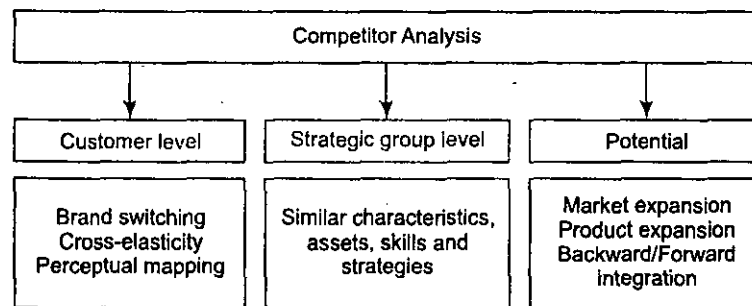 Competitor Analysis
Customer level
Strategic group level
Potential
Brand switching
Cross-elasticity
Perceptual mapping
Similar characteristics,
assets, skills and
strategies
Market expansion
Product expansion
Backward/Forward
integration